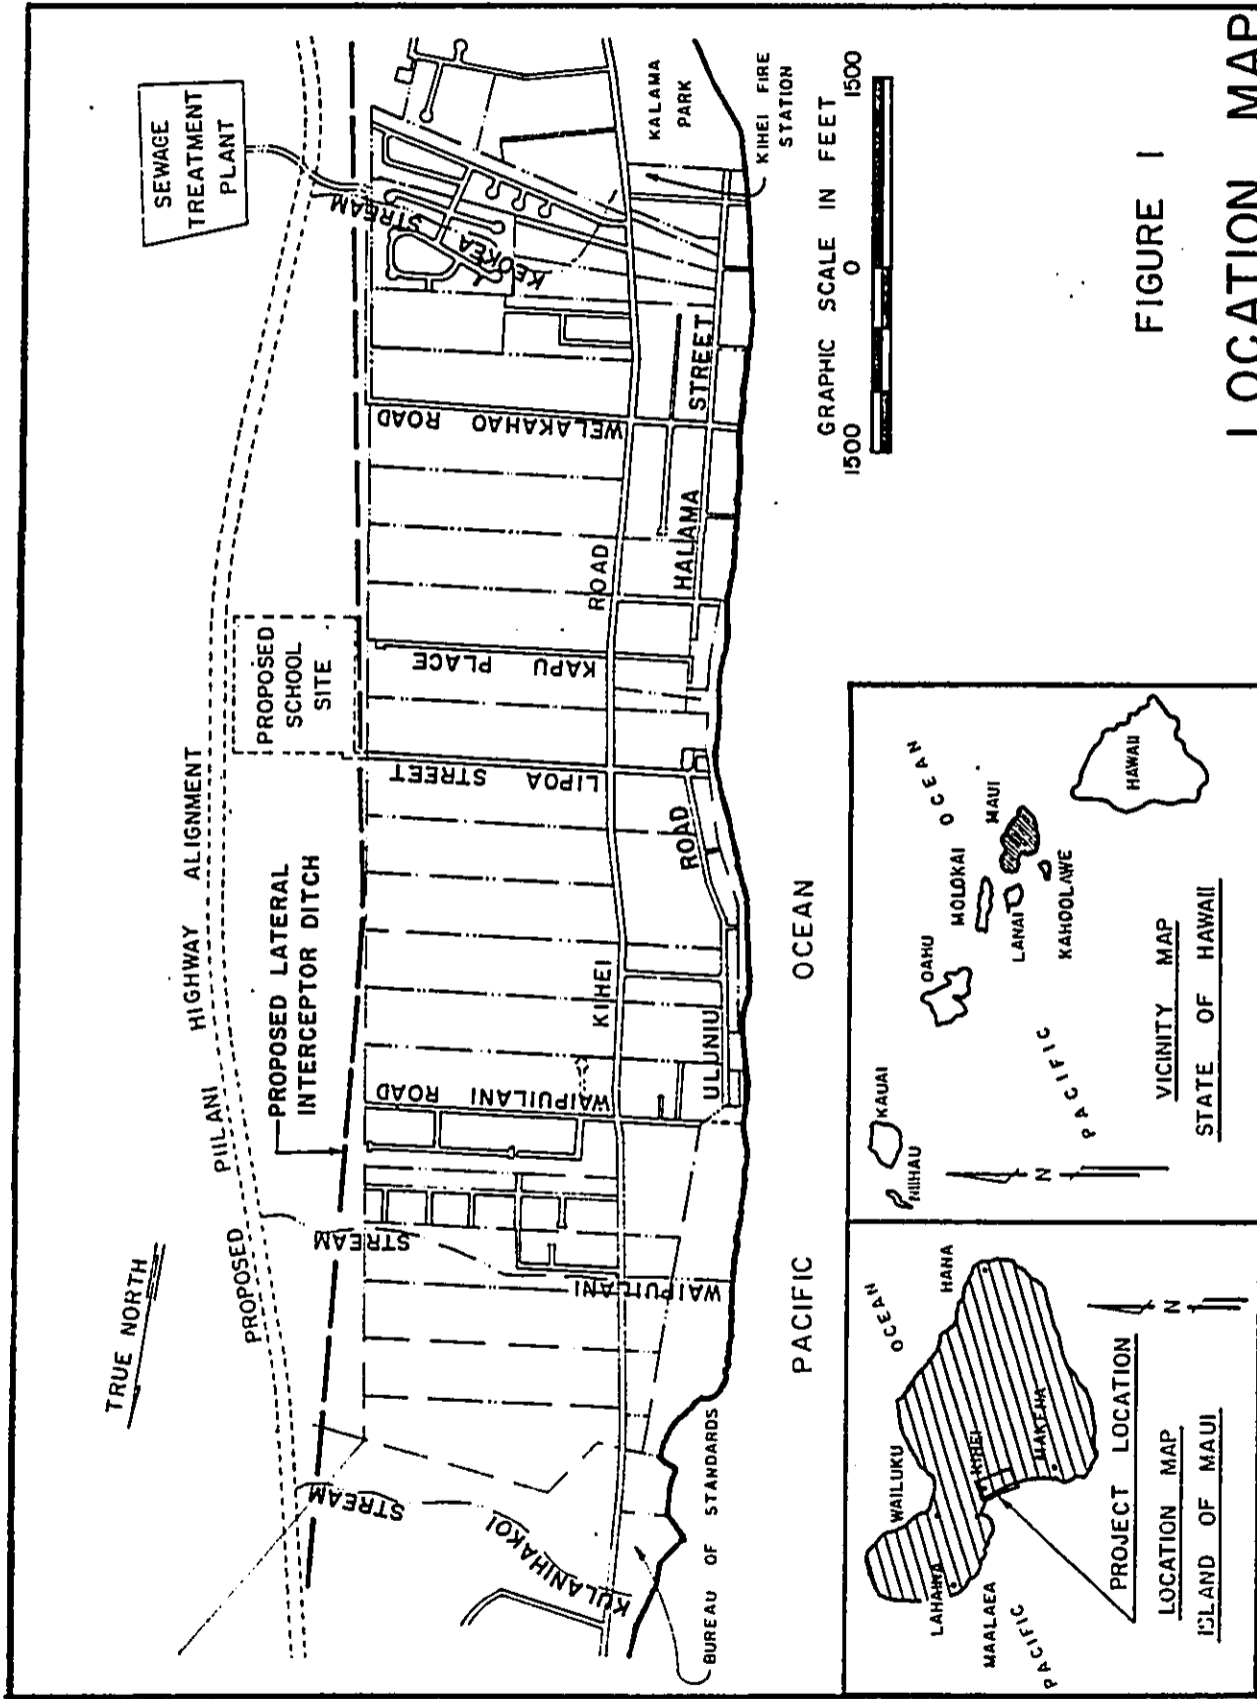 TRUE NORTH
PROPOSED PIILANI HIGHWAY ALIGNMENT
SEWAGE
TREATMENT
PLANT
PROPOSED LATERAL
INTERCEPTOR DITCH
PROPOSED
SCHOOL
SITE
KULANIHAKOI STREAM
WAIPUILANI STREAM
WAIPUILANI ROAD
LIPOA STREET
KAPU PLACE
WELAKAHAO ROAD
KEOKEA STREAM
KIHEI ROAD
ULUNIU ROAD
HALAMA STREET
KALAMA
PARK
KIHEI FIRE
STATION
BUREAU OF STANDARDS
PACIFIC OCEAN
GRAPHIC SCALE IN FEET
1500 0 1500
FIGURE 1
LOCATION MAP
WAILUKU
LAHAINA
MAALAEA
KIHEI
MAKENA
HANA
PACIFIC
OCEAN
N
PROJECT LOCATION
LOCATION MAP
ISLAND OF MAUI
NIIHAU
KAUAI
OAHU
MOLOKAI
LANAI
MAUI
KAHOOLAWE
HAWAII
PACIFIC
OCEAN
N
VICINITY MAP
STATE OF HAWAII